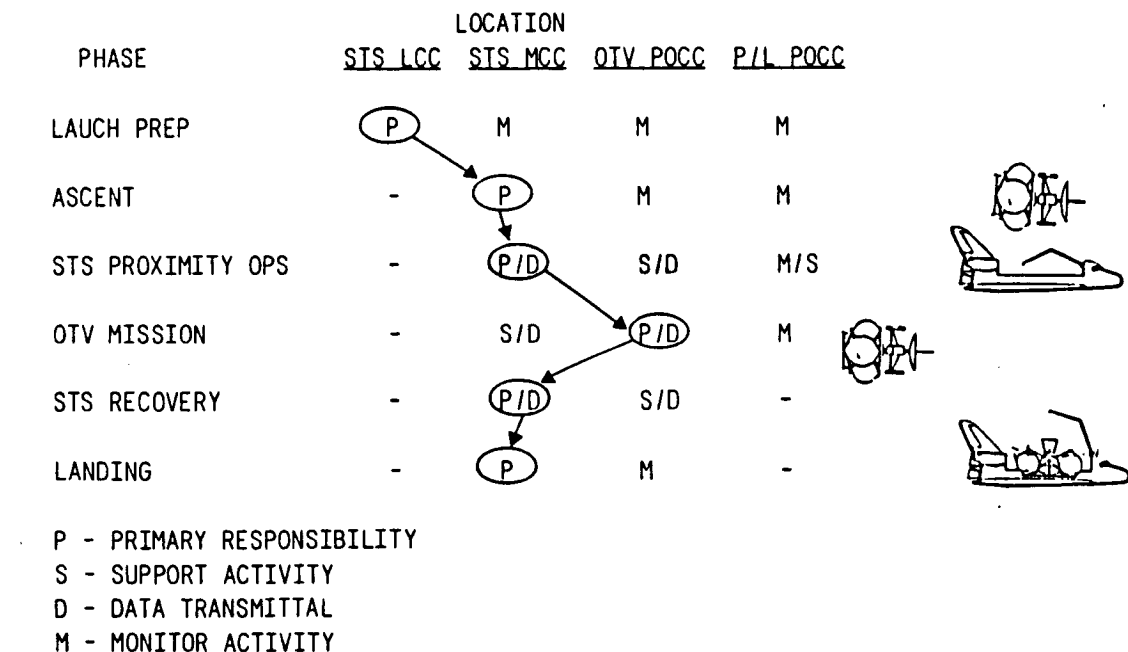 LOCATION
PHASE STS LCC STS MCC OTV POCC P/L POCC
LAUCH PREP P M M M
ASCENT - P M M
STS PROXIMITY OPS - P/D S/D M/S
OTV MISSION - S/D P/D M
STS RECOVERY - P/D S/D -
LANDING - P M -
P - PRIMARY RESPONSIBILITY
S - SUPPORT ACTIVITY
D - DATA TRANSMITTAL
M - MONITOR ACTIVITY